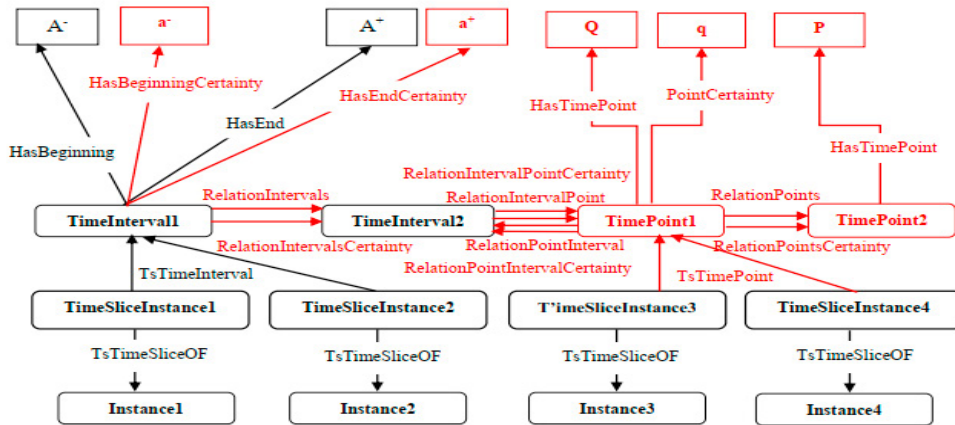 A- a- A+ a+ Q q P
HasBeginningCertainty
HasEndCertainty
PointCertainty
HasTimePoint
HasEnd
HasBeginning
HasTimePoint
RelationIntervalPointCertainty
RelationIntervals
RelationIntervalPoint
RelationPoints
TimeInterval1 TimeInterval2 TimePoint1 TimePoint2
RelationIntervalsCertainty
RelationPointInterval
RelationPointsCertainty
RelationPointIntervalCertainty
TsTimeInterval
TsTimePoint
TimeSliceInstance1 TimeSliceInstance2 T'imeSliceInstance3 TimeSliceInstance4
TsTimeSliceOF TsTimeSliceOF TsTimeSliceOF TsTimeSliceOF
Instance1 Instance2 Instance3 Instance4